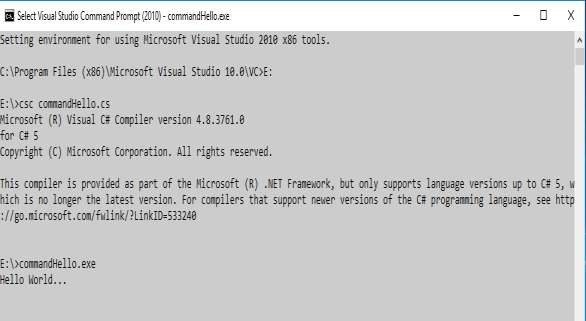 Select Visual Studio Command Prompt (2010) - commandHello.exe
Setting environment for using Microsoft Visual Studio 2010 x86 tools.
C:\Program Files (x86)\Microsoft Visual Studio 10.0\VC>E:
E:\>csc commandHello.cs
Microsoft (R) Visual C# Compiler version 4.8.3761.0
for C# 5
Copyright (C) Microsoft Corporation. All rights reserved.
This compiler is provided as part of the Microsoft (R) .NET Framework, but only supports language versions up to C# 5, w
hich is no longer the latest version. For compilers that support newer versions of the C# programming language, see http
://go.microsoft.com/fwlink/?LinkID=533240
E:\>commandHello.exe
Hello World...